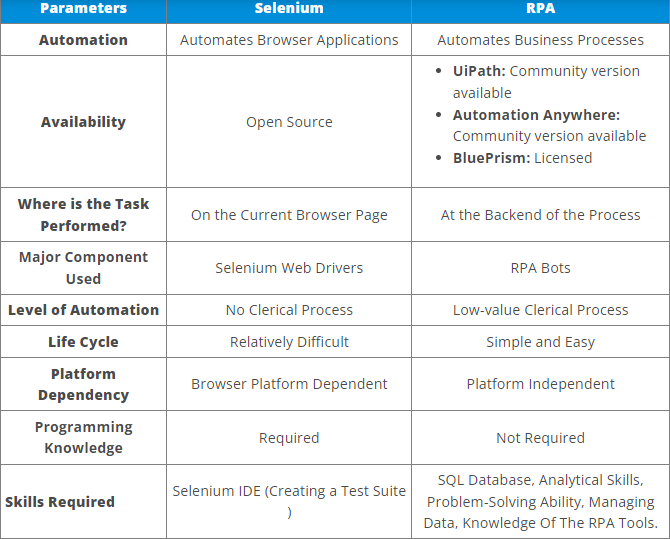 Parameters Selenium RPA
Automation Automates Browser Applications Automates Business Processes
Availability Open Source
• UiPath: Community version
available
• Automation Anywhere:
Community version available
• BluePrism: Licensed
Where is the Task
Performed?
On the Current Browser Page At the Backend of the Process
Major Component
Used
Selenium Web Drivers RPA Bots
Level of Automation No Clerical Process Low-value Clerical Process
Life Cycle Relatively Difficult Simple and Easy
Platform
Dependency
Browser Platform Dependent Platform Independent
Programming
Knowledge
Required Not Required
Skills Required
Selenium IDE (Creating a Test Suite
)
SQL Database, Analytical Skills,
Problem-Solving Ability, Managing
Data, Knowledge Of The RPA Tools.